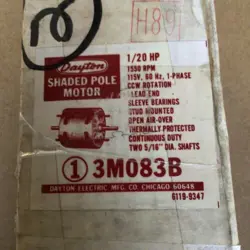 H89
Dayton
SHADED POLE
MOTOR
1/20 HP
1550 RPM
115V, 60 Hz, 1-PHASE
CCW ROTATION
LEAD END
SLEEVE BEARINGS
STUD MOUNTED
OPEN AIR-OVER
THERMALLY PROTECTED
CONTINUOUS DUTY
TWO 5/16" DIA. SHAFTS
1 3M083B
DAYTON ELECTRIC MFG. CO. CHICAGO 60648
6119-9347